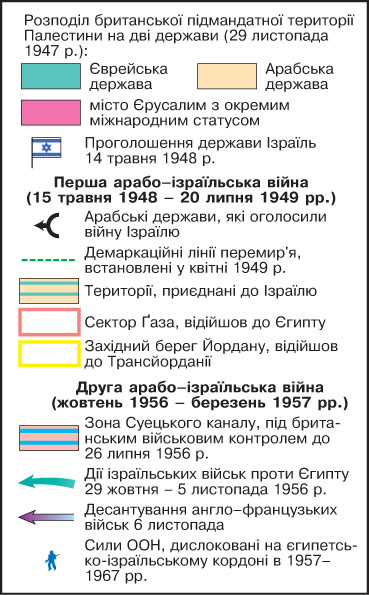 Розподіл британської підмандатної території
Палестини на дві держави (29 листопада
1947 р.):
Єврейська
держава
Арабська
держава
місто Єрусалим з окремим
міжнародним статусом
Проголошення держави Ізраїль
14 травня 1948 р.
Перша арабо–ізраїльська війна
(15 травня 1948 – 20 липня 1949 рр.)
Арабські держави, які оголосили
війну Ізраїлю
Демаркаційні лінії перемир'я,
встановлені у квітні 1949 р.
Території, приєднані до Ізраїлю
Сектор Ґаза, відійшов до Єгипту
Західний берег Йордану, відійшов
до Трансйорданії
Друга арабо–ізраїльська війна
(жовтень 1956 – березень 1957 рр.)
Зона Суецького каналу, під брита-
нським військовим контролем до
26 липня 1956 р.
Дії ізраїльських військ проти Єгипту
29 жовтня – 5 листопада 1956 р.
Десантування англо–французьких
військ 6 листопада
Сили ООН, дислоковані на єгипетсь-
ко-ізраїльському кордоні в 1957–
1967 рр.